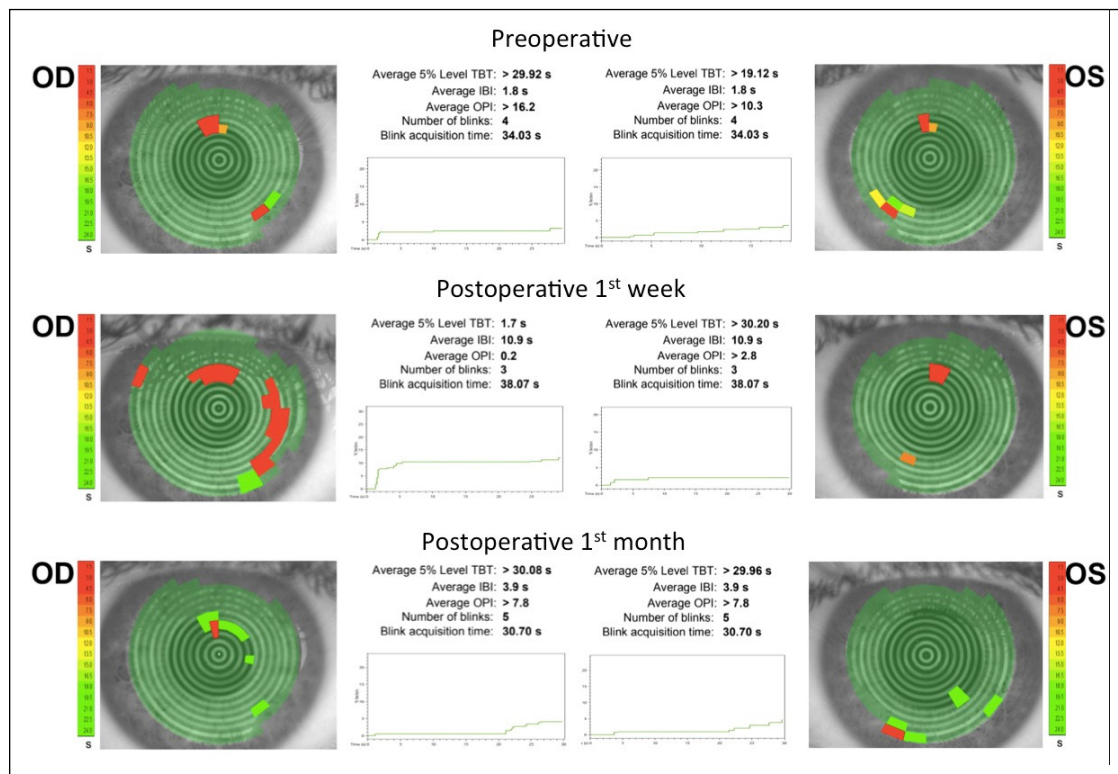 Preoperative
OD
Average 5% Level TBT: > 29.92 s
Average IBI: 1.8 s
Average OPI: > 16.2
Number of blinks: 4
Blink acquisition time: 34.03 s
Average 5% Level TBT: > 19.12 s
Average IBI: 1.8 s
Average OPI: > 10.3
Number of blinks: 4
Blink acquisition time: 34.03 s
OS
S
S
Postoperative 1st week
OD
Average 5% Level TBT: 1.7 s
Average IBI: 10.9 s
Average OPI: 0.2
Number of blinks: 3
Blink acquisition time: 38.07 s
Average 5% Level TBT: > 30.20 s
Average IBI: 10.9 s
Average OPI: > 2.8
Number of blinks: 3
Blink acquisition time: 38.07 s
OS
S
S
Postoperative 1st month
OD
Average 5% Level TBT: > 30.08 s
Average IBI: 3.9 s
Average OPI: > 7.8
Number of blinks: 5
Blink acquisition time: 30.70 s
Average 5% Level TBT: > 29.96 s
Average IBI: 3.9 s
Average OPI: > 7.8
Number of blinks: 5
Blink acquisition time: 30.70 s
OS
S
S